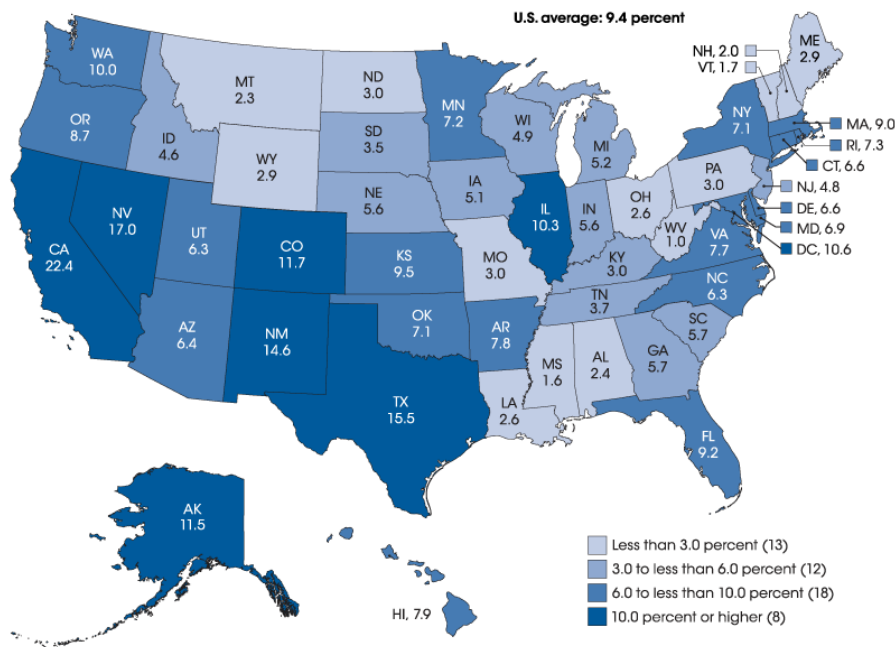 U.S. average: 9.4 percent
WA
10.0
OR
8.7
CA
22.4
NV
17.0
ID
4.6
MT
2.3
WY
2.9
UT
6.3
AZ
6.4
CO
11.7
NM
14.6
ND
3.0
SD
3.5
NE
5.6
KS
9.5
OK
7.1
TX
15.5
MN
7.2
IA
5.1
MO
3.0
AR
7.8
LA
2.6
WI
4.9
IL
10.3
MI
5.2
IN
5.6
OH
2.6
KY
3.0
TN
3.7
MS
1.6
AL
2.4
GA
5.7
FL
9.2
SC
5.7
NC
6.3
VA
7.7
WV
1.0
PA
3.0
NY
7.1
NH, 2.0
VT, 1.7
ME
2.9
MA, 9.0
RI, 7.3
CT, 6.6
NJ, 4.8
DE, 6.6
MD, 6.9
DC, 10.6
AK
11.5
HI, 7.9
Less than 3.0 percent (13)
3.0 to less than 6.0 percent (12)
6.0 to less than 10.0 percent (18)
10.0 percent or higher (8)